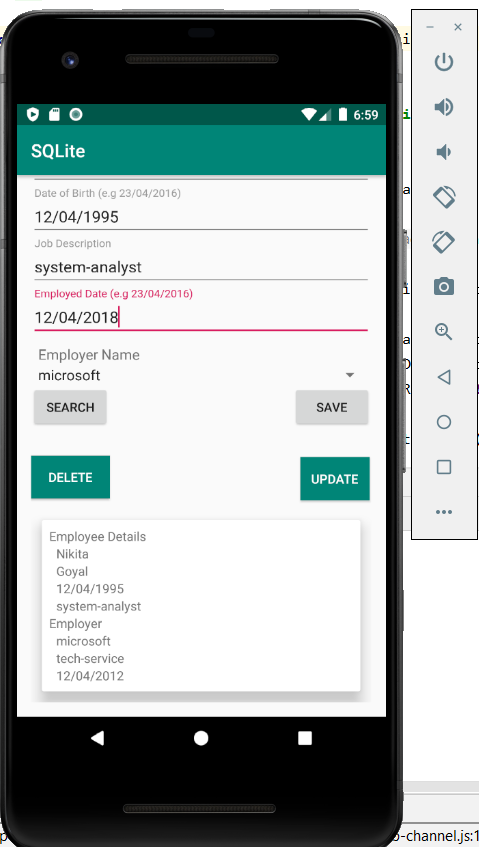 6:59
SQLite
Date of Birth (e.g 23/04/2016)
12/04/1995
Job Description
system-analyst
Employed Date (e.g 23/04/2016)
12/04/2018
Employer Name
microsoft
SEARCH
SAVE
DELETE
UPDATE
Employee Details
Nikita
Goyal
12/04/1995
system-analyst
Employer
microsoft
tech-service
12/04/2012
o-channel.js:1